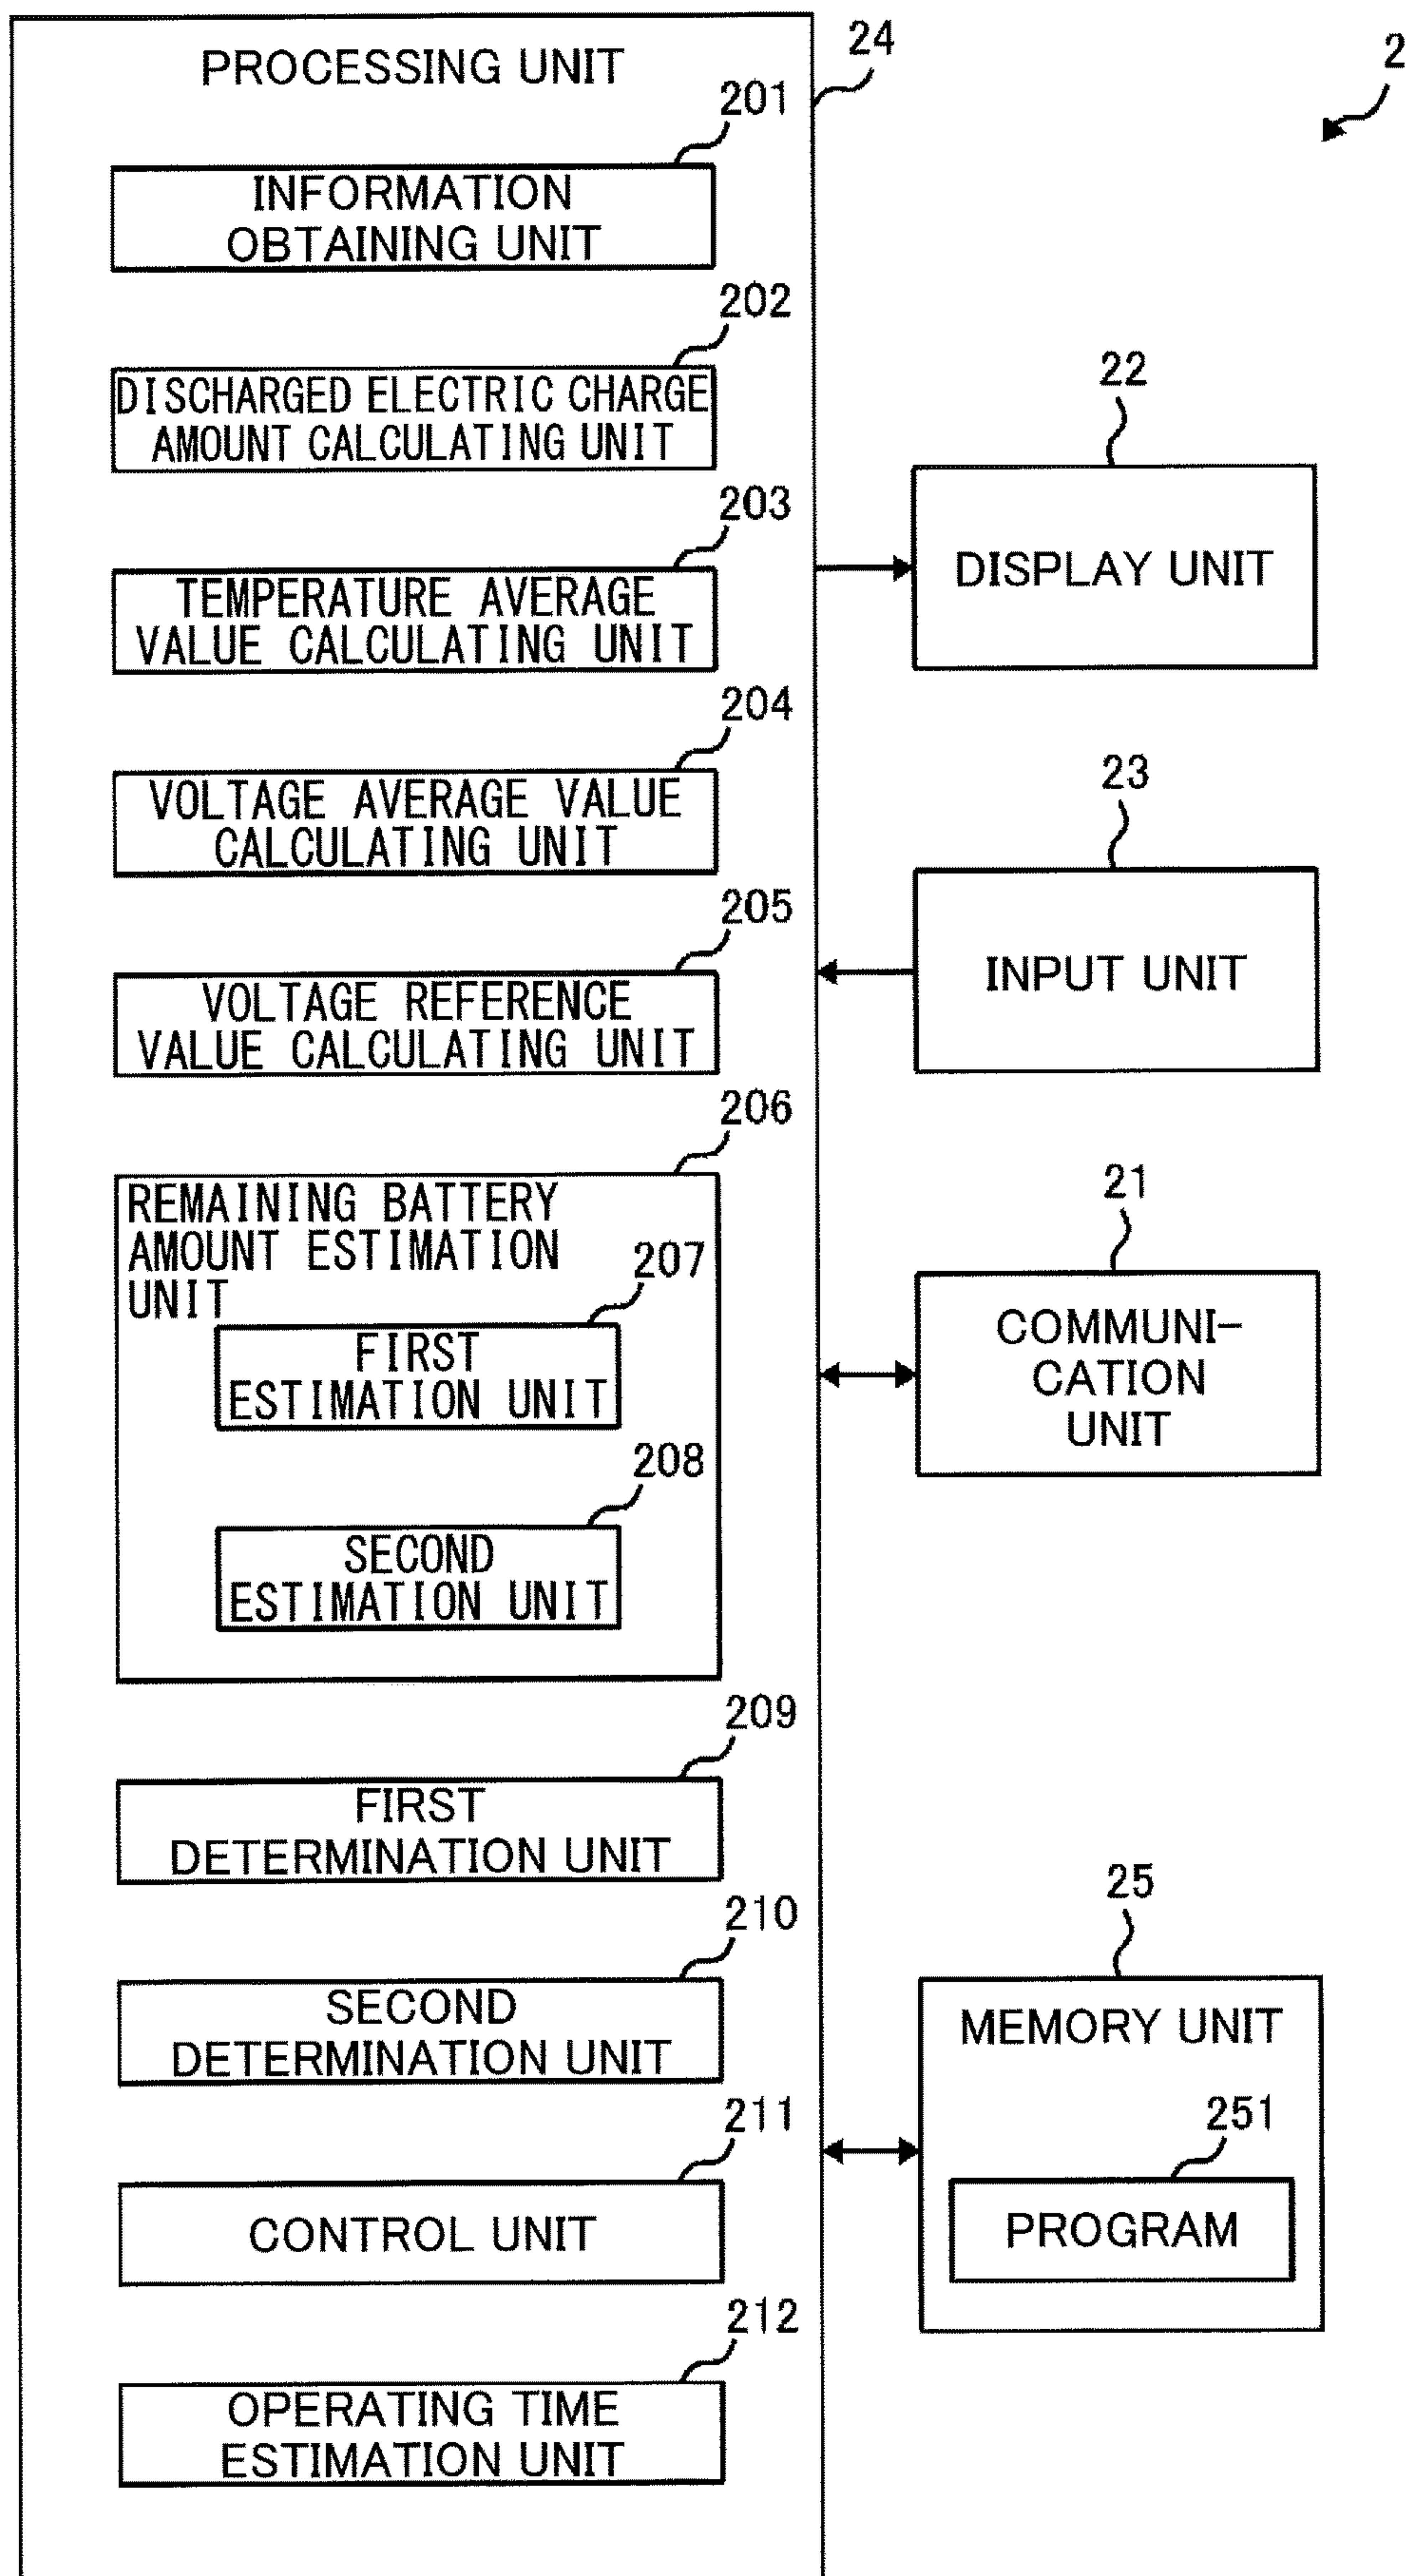 PROCESSING UNIT
24
2
201
INFORMATION
OBTAINING UNIT
202
DISCHARGED ELECTRIC CHARGE
AMOUNT CALCULATING UNIT
203
TEMPERATURE AVERAGE
VALUE CALCULATING UNIT
204
VOLTAGE AVERAGE VALUE
CALCULATING UNIT
205
VOLTAGE REFERENCE
VALUE CALCULATING UNIT
206
REMAINING BATTERY
AMOUNT ESTIMATION
UNIT
207
FIRST
ESTIMATION UNIT
208
SECOND
ESTIMATION UNIT
209
FIRST
DETERMINATION UNIT
210
SECOND
DETERMINATION UNIT
211
CONTROL UNIT
212
OPERATING TIME
ESTIMATION UNIT
22
DISPLAY UNIT
23
INPUT UNIT
21
COMMUNI-
CATION
UNIT
25
MEMORY UNIT
251
PROGRAM